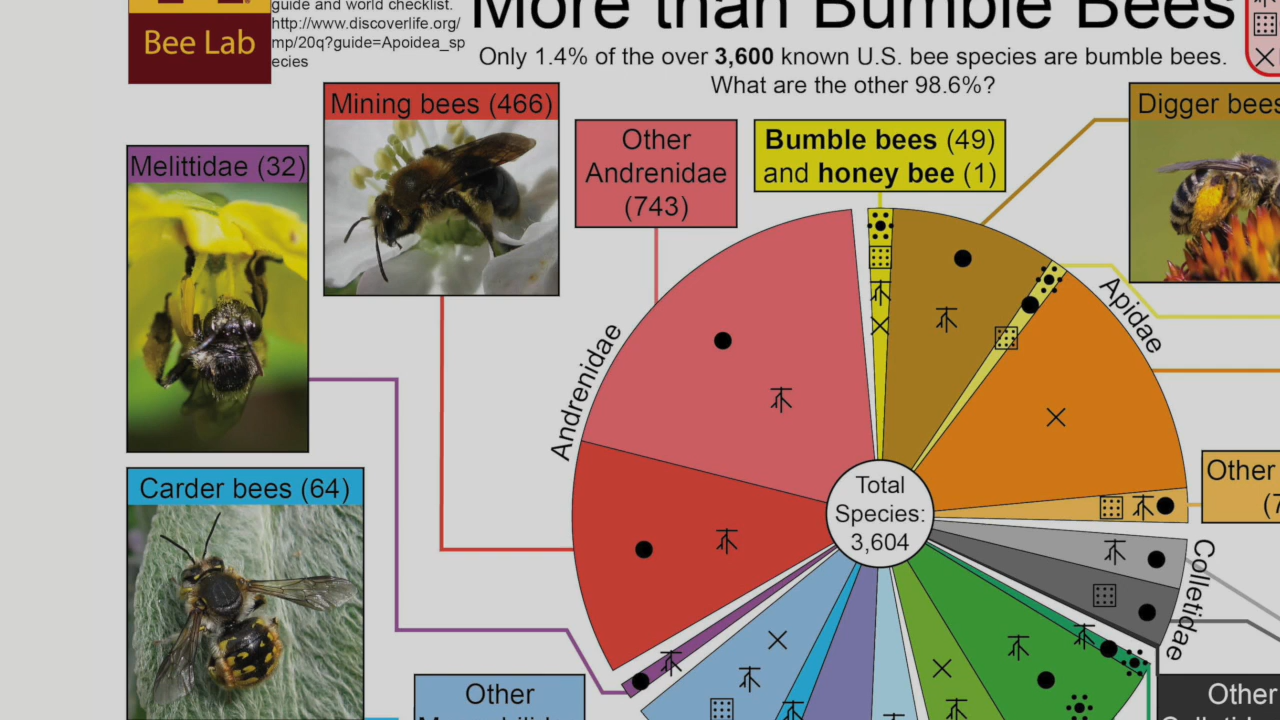 guide and world checklist.
http://www.discoverlife.org/
mp/20q?guide=Apoidea_sp
ecies
Bee Lab
More than Bumble Bees
Only 1.4% of the over 3,600 known U.S. bee species are bumble bees.
What are the other 98.6%?
Mining bees (466)
Other
Andrenidae
(743)
Bumble bees (49)
and honey bee (1)
Digger bees
Melittidae (32)
Andrenidae
Apidae
Carder bees (64)
Total
Species:
3,604
Other
(7
Colletidae
Other
Other